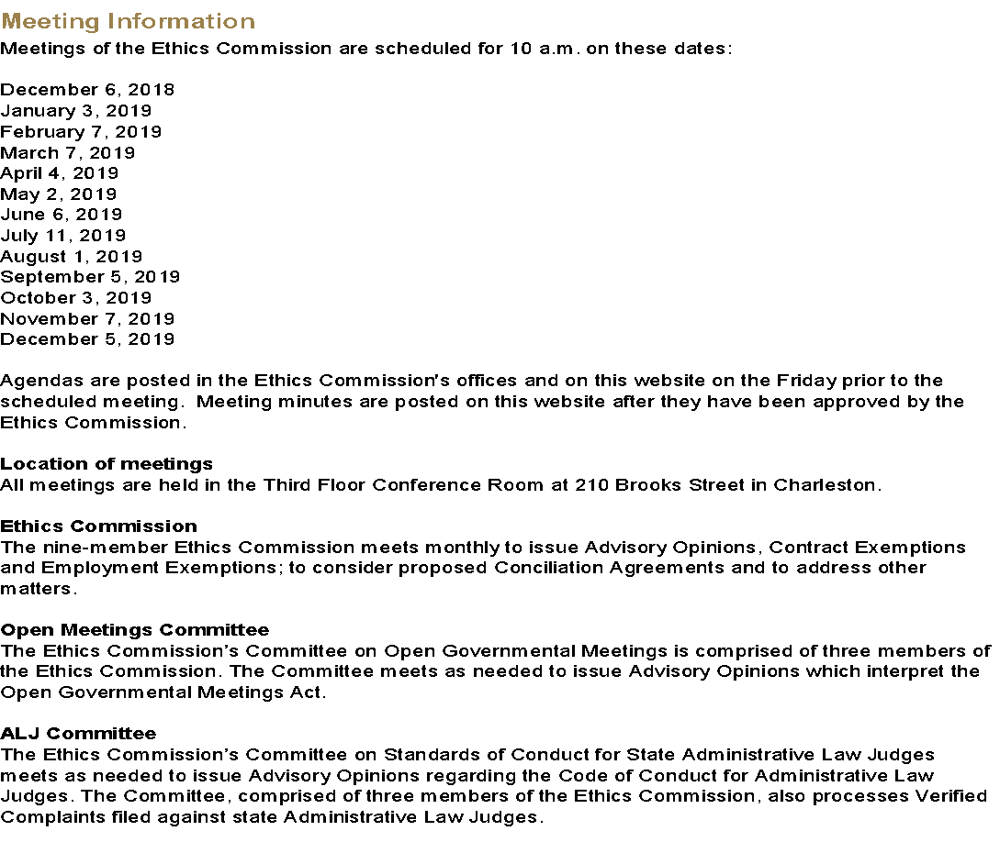 Meeting Information
Meetings of the Ethics Commission are scheduled for 10 a.m. on these dates:
December 6, 2018
January 3, 2019
February 7, 2019
March 7, 2019
April 4, 2019
May 2, 2019
June 6, 2019
July 11, 2019
August 1, 2019
September 5, 2019
October 3, 2019
November 7, 2019
December 5, 2019
Agendas are posted in the Ethics Commission's offices and on this website on the Friday prior to the
scheduled meeting.  Meeting minutes are posted on this website after they have been approved by the
Ethics Commission.
Location of meetings
All meetings are held in the Third Floor Conference Room at 210 Brooks Street in Charleston.
Ethics Commission
The nine-member Ethics Commission meets monthly to issue Advisory Opinions, Contract Exemptions
and Employment Exemptions; to consider proposed Conciliation Agreements and to address other
matters.
Open Meetings Committee
The Ethics Commission's Committee on Open Governmental Meetings is comprised of three members of
the Ethics Commission. The Committee meets as needed to issue Advisory Opinions which interpret the
Open Governmental Meetings Act.
ALJ Committee
The Ethics Commission's Committee on Standards of Conduct for State Administrative Law Judges
meets as needed to issue Advisory Opinions regarding the Code of Conduct for Administrative Law
Judges. The Committee, comprised of three members of the Ethics Commission, also processes Verified
Complaints filed against state Administrative Law Judges.